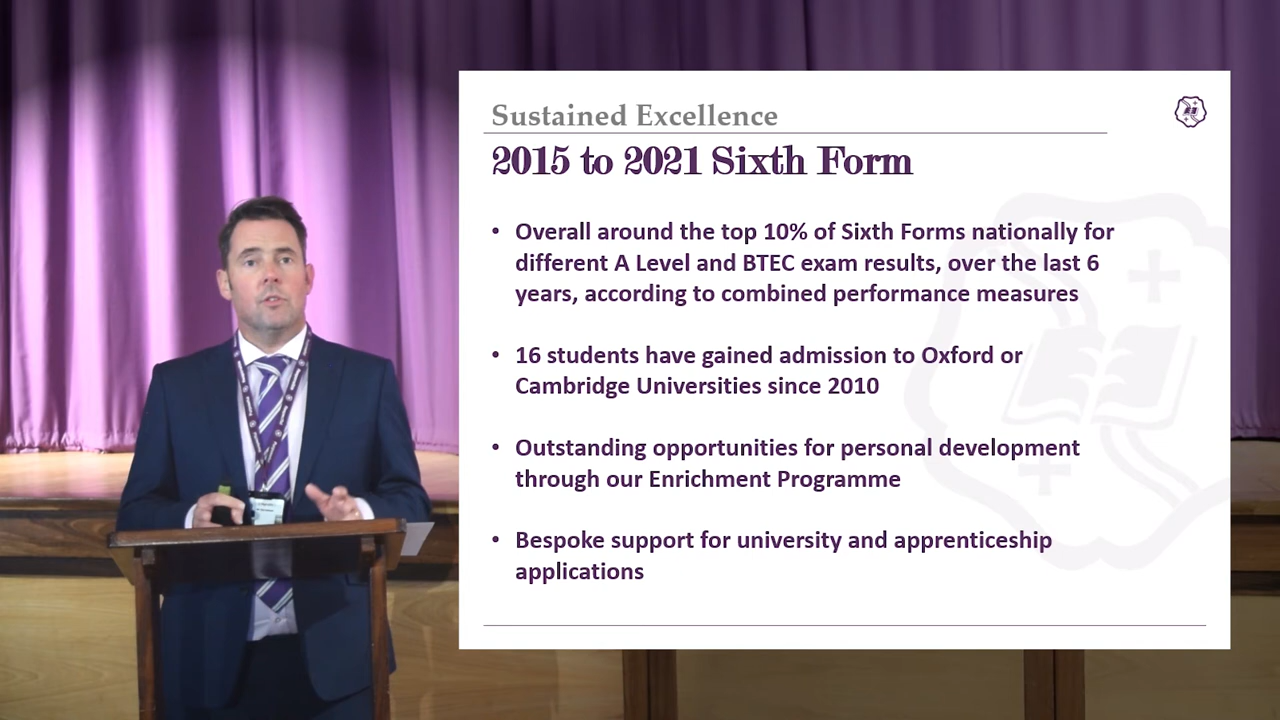 Sustained Excellence
2015 to 2021 Sixth Form
• Overall around the top 10% of Sixth Forms nationally for
different A Level and BTEC exam results, over the last 6
years, according to combined performance measures
• 16 students have gained admission to Oxford or
Cambridge Universities since 2010
• Outstanding opportunities for personal development
through our Enrichment Programme
• Bespoke support for university and apprenticeship
applications